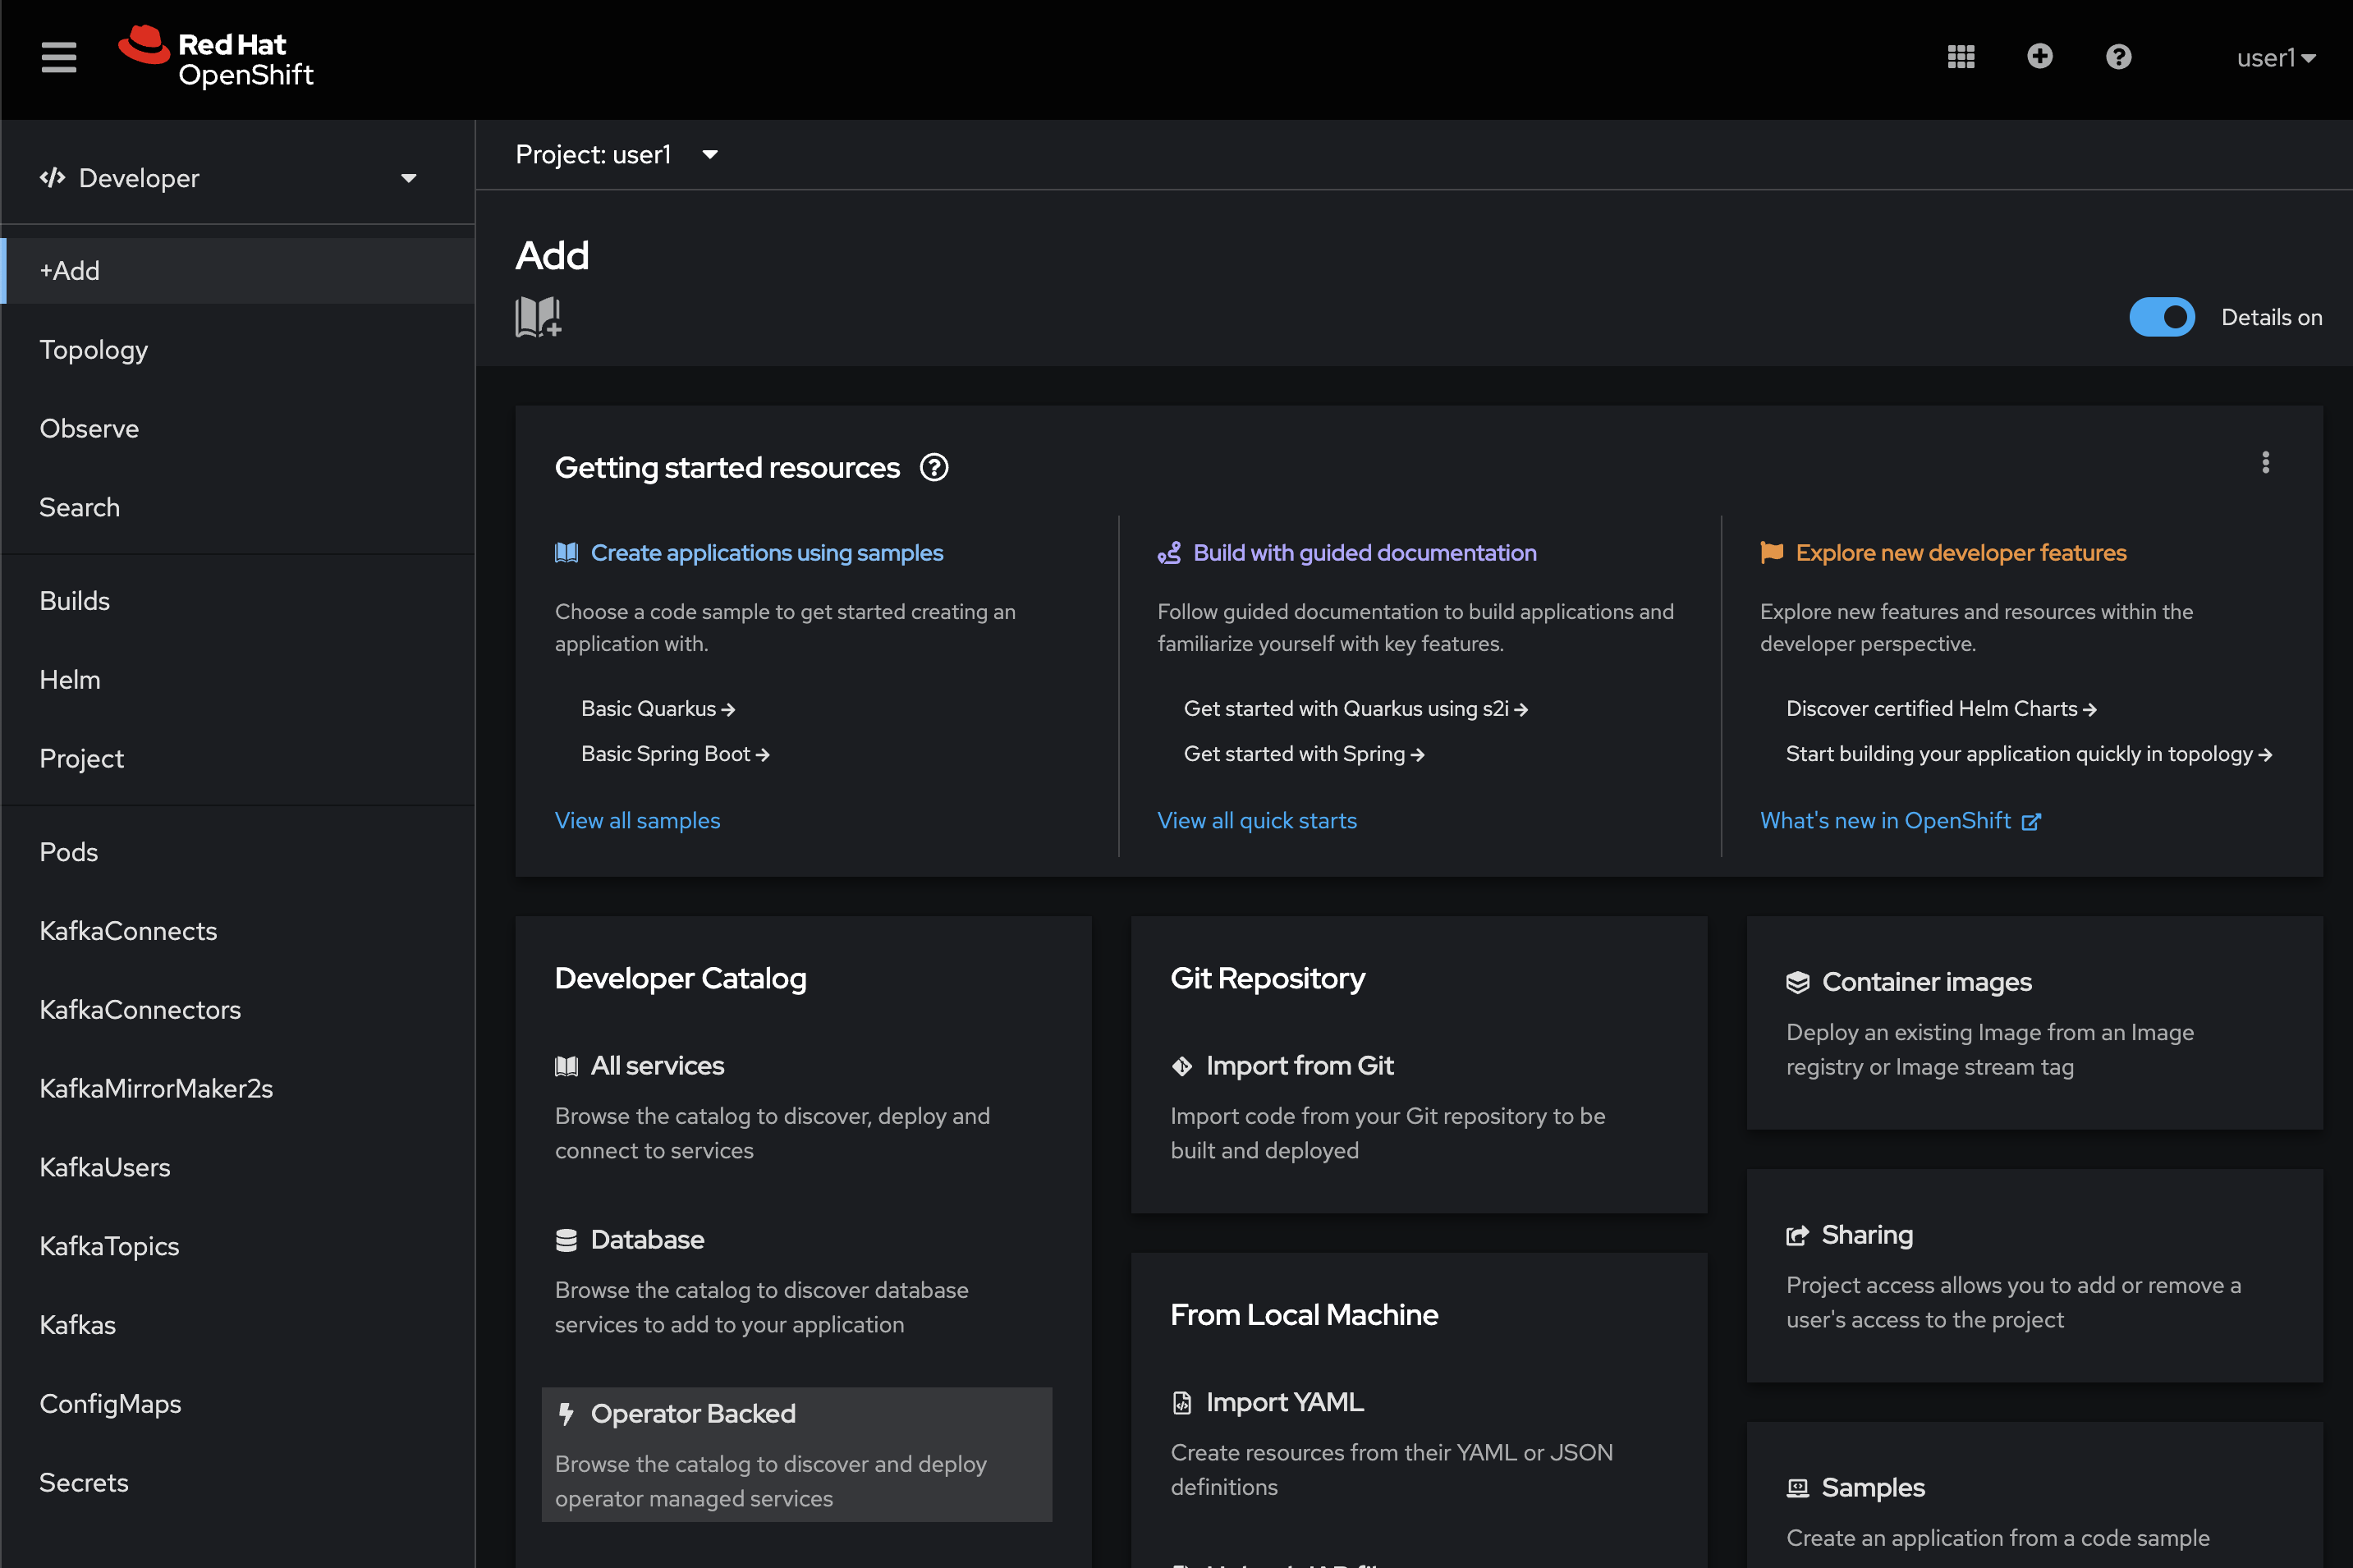 Red Hat
OpenShift
user1
Developer
+Add
Topology
Observe
Search
Builds
Helm
Project
Pods
KafkaConnects
KafkaConnectors
KafkaMirrorMaker2s
KafkaUsers
KafkaTopics
Kafkas
ConfigMaps
Secrets
Project: user1
Add
Details on
Getting started resources
Create applications using samples
Choose a code sample to get started creating an
application with.
Basic Quarkus
Basic Spring Boot
View all samples
Build with guided documentation
Follow guided documentation to build applications and
familiarize yourself with key features.
Get started with Quarkus using s2i
Get started with Spring
View all quick starts
Explore new developer features
Explore new features and resources within the
developer perspective.
Discover certified Helm Charts
Start building your application quickly in topology
What's new in OpenShift
Developer Catalog
All services
Browse the catalog to discover, deploy and
connect to services
Database
Browse the catalog to discover database
services to add to your application
Operator Backed
Browse the catalog to discover and deploy
operator managed services
Git Repository
Import from Git
Import code from your Git repository to be
built and deployed
From Local Machine
Import YAML
Create resources from their YAML or JSON
definitions
Container images
Deploy an existing Image from an Image
registry or Image stream tag
Sharing
Project access allows you to add or remove a
user's access to the project
Samples
Create an application from a code sample